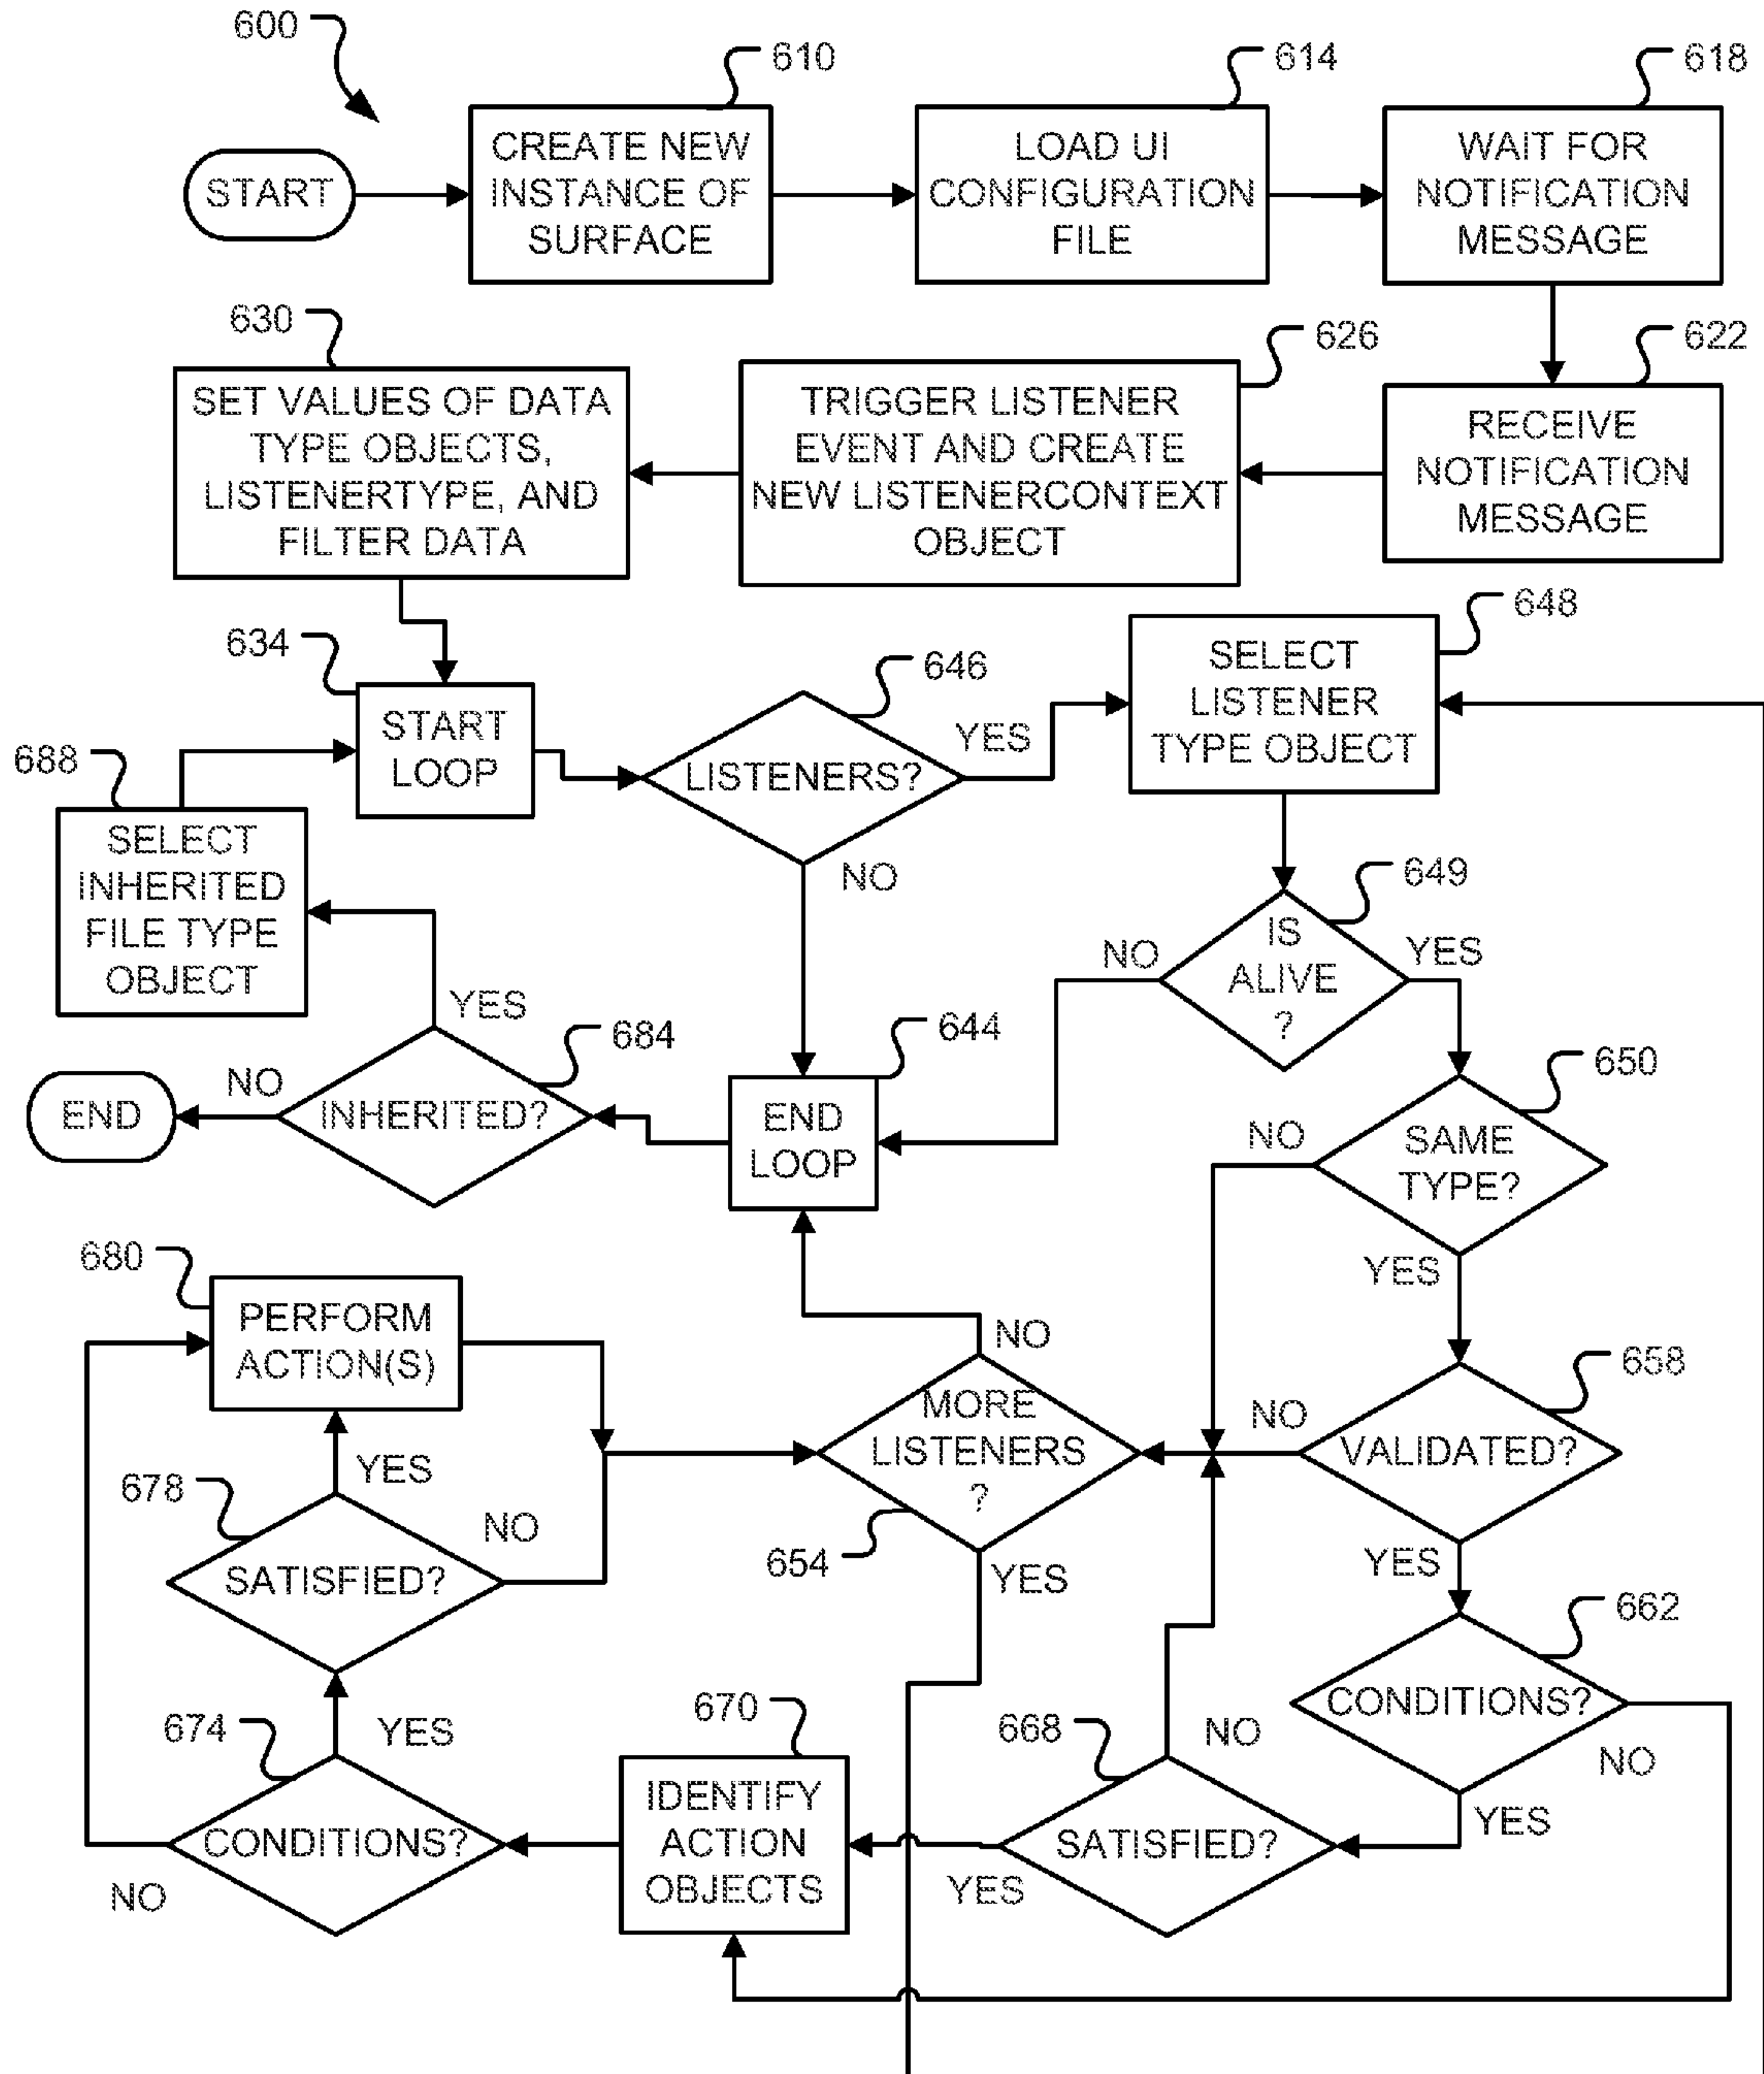 600
610
614
618
START
CREATE NEW
INSTANCE OF
SURFACE
LOAD UI
CONFIGURATION
FILE
WAIT FOR
NOTIFICATION
MESSAGE
630
626
622
SET VALUES OF DATA
TYPE OBJECTS,
LISTENERTYPE, AND
FILTER DATA
TRIGGER LISTENER
EVENT AND CREATE
NEW LISTENERCONTEXT
OBJECT
RECEIVE
NOTIFICATION
MESSAGE
634
646
648
START
LOOP
LISTENERS?
YES
NO
SELECT
LISTENER
TYPE OBJECT
688
SELECT
INHERITED
FILE TYPE
OBJECT
649
IS
ALIVE
?
NO
YES
YES
684
644
650
END
NO
INHERITED?
END
LOOP
NO
SAME
TYPE?
YES
680
PERFORM
ACTION(S)
NO
658
MORE
LISTENERS
?
NO
VALIDATED?
YES
678
YES
NO
SATISFIED?
654
YES
662
CONDITIONS?
NO
YES
674
YES
670
668
NO
CONDITIONS?
NO
IDENTIFY
ACTION
OBJECTS
YES
SATISFIED?